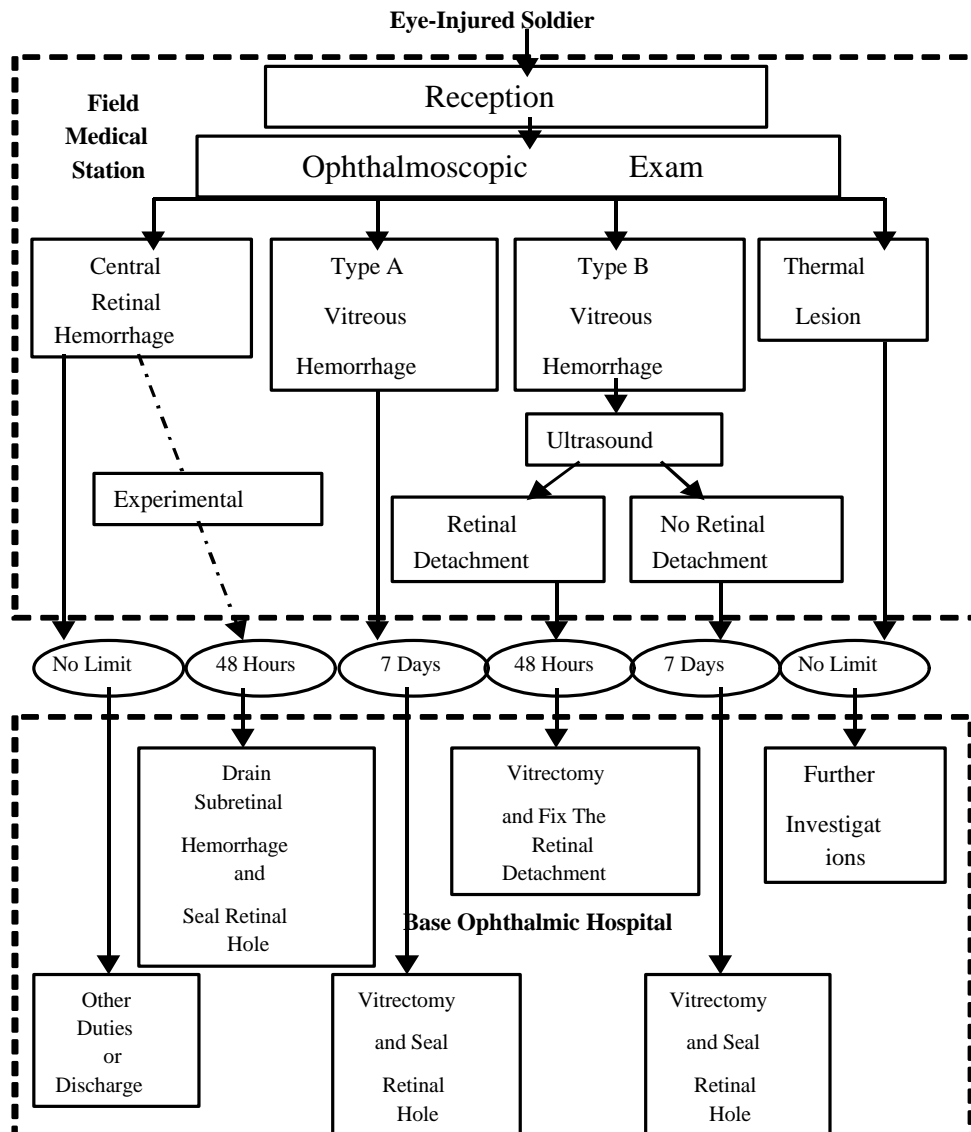 Eye-Injured Soldier
Field
Medical
Station
Reception
Ophthalmoscopic Exam
Central
Retinal
Hemorrhage
Type A
Vitreous
Hemorrhage
Type B
Vitreous
Hemorrhage
Thermal
Lesion
Ultrasound
Experimental
Retinal
Detachment
No Retinal
Detachment
No Limit
48 Hours
7 Days
48 Hours
7 Days
No Limit
Drain
Subretinal
Hemorrhage
and
Seal Retinal
Hole
Vitrectomy
and Fix The
Retinal
Detachment
Further
Investigat
ions
Base Ophthalmic Hospital
Other
Duties
or
Discharge
Vitrectomy
and Seal
Retinal
Hole
Vitrectomy
and Seal
Retinal
Hole